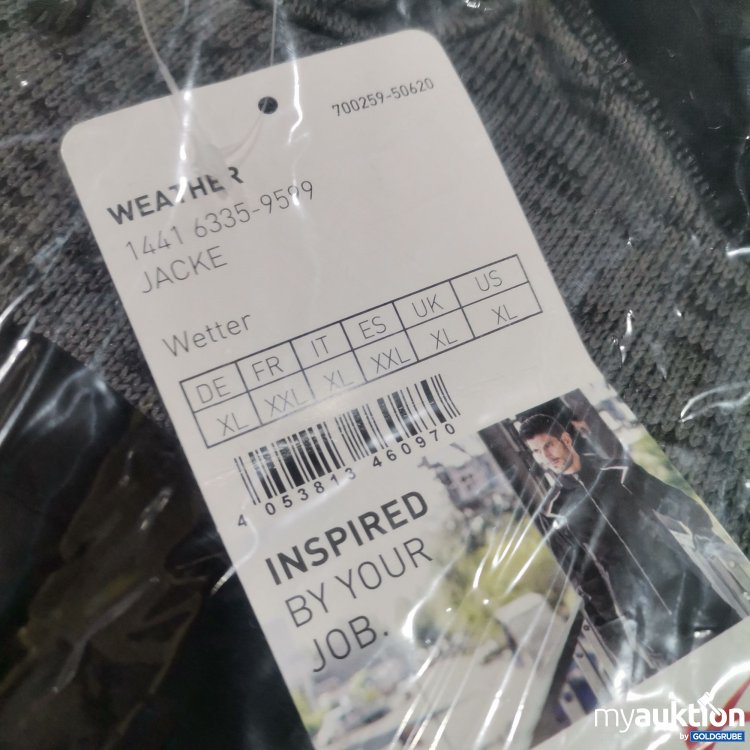 700259-50620
WEATHER
1441 6335-9599
JACKE
Wetter
DE FR IT ES UK US
XL XXL XL XXL XL XL
4 053813 460970
INSPIRED
BY YOUR
JOB.
myauktion
by GOLDGRUBE